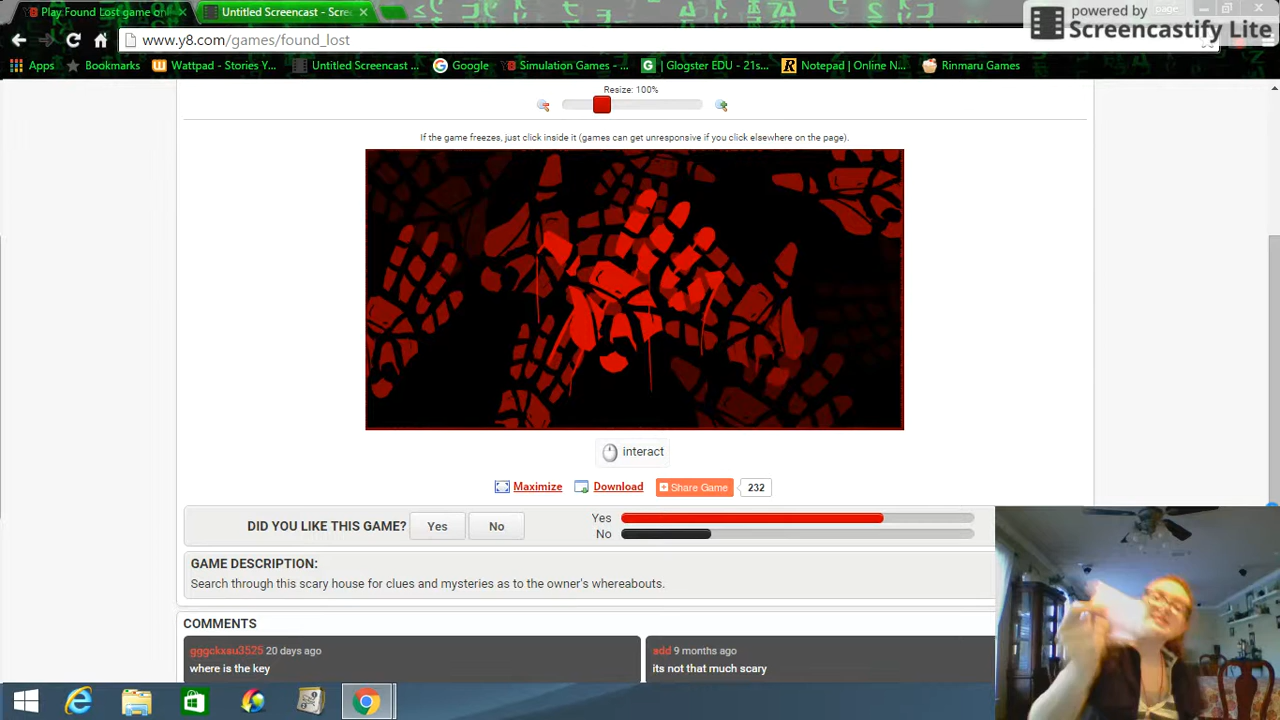 Play Found Lost game onl
Untitled Screencast - Scre
powered by
Screencastify Lite
www.y8.com/games/found_lost
Apps
Bookmarks
Wattpad - Stories Y...
Untitled Screencast ...
Google
Simulation Games - ...
| Glogster EDU - 21s...
Notepad | Online N...
Rinmaru Games
Resize: 100%
If the game freezes, just click inside it (games can get unresponsive if you click elsewhere on the page).
interact
Maximize
Download
Share Game
232
DID YOU LIKE THIS GAME?
Yes
No
Yes
No
GAME DESCRIPTION:
Search through this scary house for clues and mysteries as to the owner's whereabouts.
COMMENTS
gggckxsu3525 20 days ago
where is the key
add 9 months ago
its not that much scary